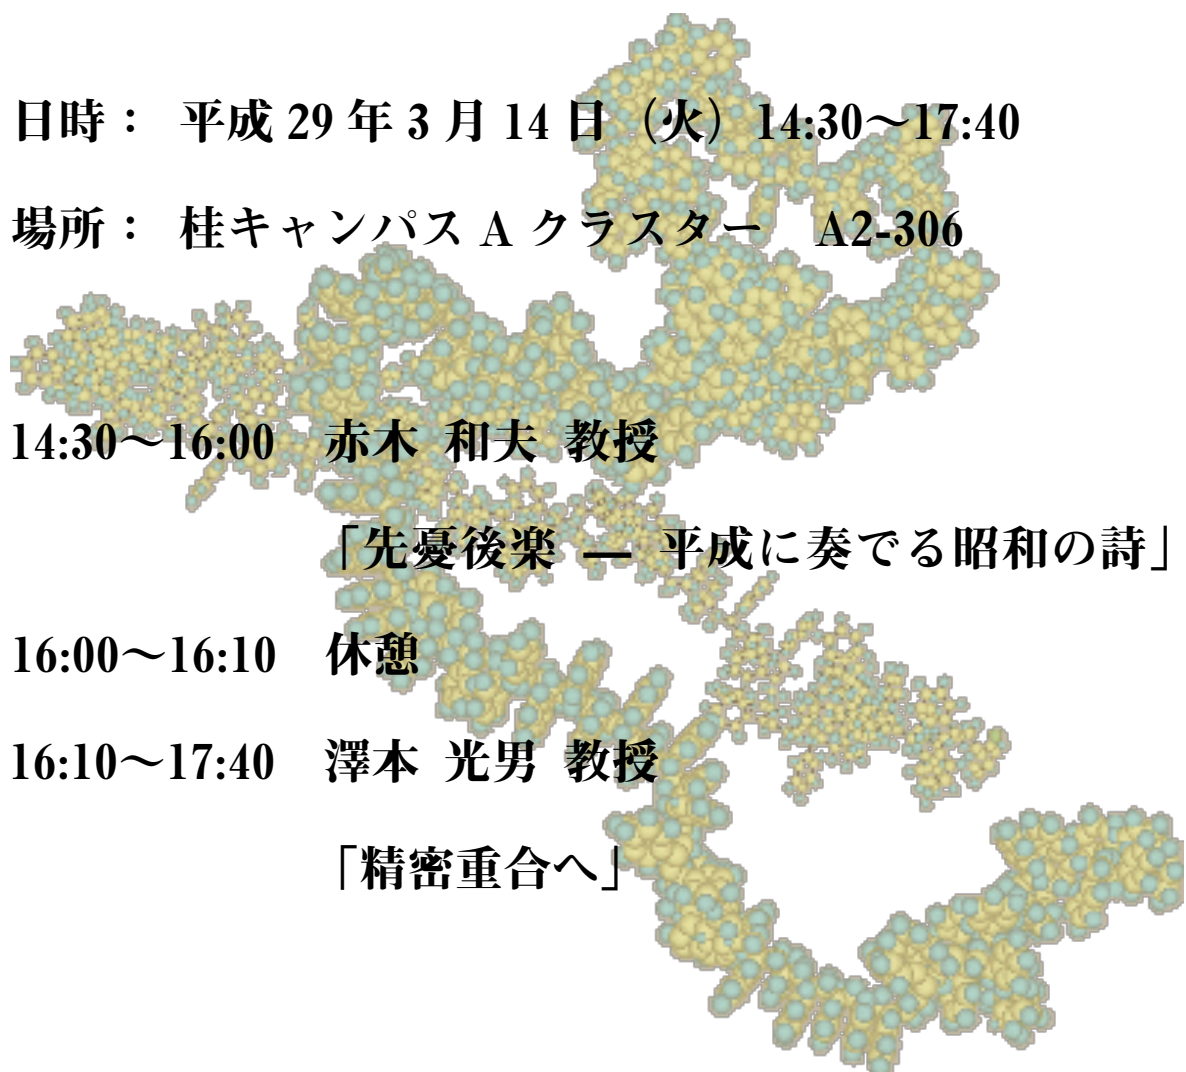 日時： 平成 29 年 3 月 14 日（火）14:30～17:40
場所： 桂キャンパス A クラスター　A2-306
14:30～16:00　赤木 和夫 教授
「先憂後楽 ― 平成に奏でる昭和の詩」
16:00～16:10　休憩
16:10～17:40　澤本 光男 教授
「精密重合へ」